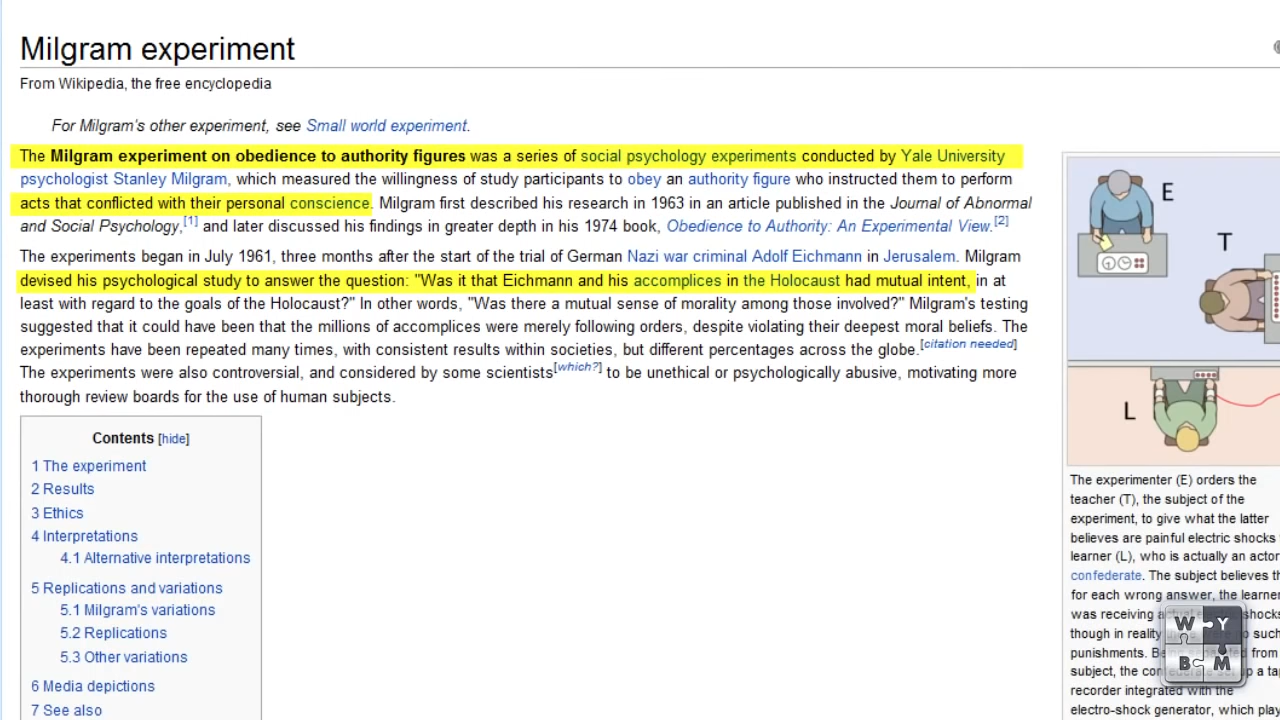 Milgram experiment
From Wikipedia, the free encyclopedia
For Milgram's other experiment, see Small world experiment.
The Milgram experiment on obedience to authority figures was a series of social psychology experiments conducted by Yale University
psychologist Stanley Milgram, which measured the willingness of study participants to obey an authority figure who instructed them to perform
acts that conflicted with their personal conscience. Milgram first described his research in 1963 in an article published in the Journal of Abnormal
and Social Psychology,[1] and later discussed his findings in greater depth in his 1974 book, Obedience to Authority: An Experimental View.[2]
The experiments began in July 1961, three months after the start of the trial of German Nazi war criminal Adolf Eichmann in Jerusalem. Milgram
devised his psychological study to answer the question: "Was it that Eichmann and his accomplices in the Holocaust had mutual intent, in at
least with regard to the goals of the Holocaust?" In other words, "Was there a mutual sense of morality among those involved?" Milgram's testing
suggested that it could have been that the millions of accomplices were merely following orders, despite violating their deepest moral beliefs. The
experiments have been repeated many times, with consistent results within societies, but different percentages across the globe.[citation needed]
The experiments were also controversial, and considered by some scientists[which?] to be unethical or psychologically abusive, motivating more
thorough review boards for the use of human subjects.
Contents [hide]
1 The experiment
2 Results
3 Ethics
4 Interpretations
4.1 Alternative interpretations
5 Replications and variations
5.1 Milgram's variations
5.2 Replications
5.3 Other variations
6 Media depictions
7 See also
E
T
L
The experimenter (E) orders the
teacher (T), the subject of the
experiment, to give what the latter
believes are painful electric shocks
learner (L), who is actually an actor
confederate. The subject believes
for each wrong answer, the learner
was receiving shocks
though in reality such
punishments. from
subject, the up a
recorder integrated with the
electro-shock generator, which
W Y
B M